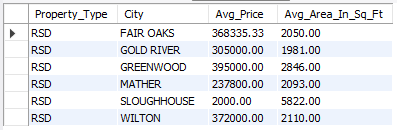 Property_Type City Avg_Price Avg_Area_In_Sq_Ft
RSD FAIR OAKS 368335.33 2050.00
RSD GOLD RIVER 305000.00 1981.00
RSD GREENWOOD 395000.00 2846.00
RSD MATHER 237800.00 2093.00
RSD SLOUGHHOUSE 2000.00 5822.00
RSD WILTON 372000.00 2110.00